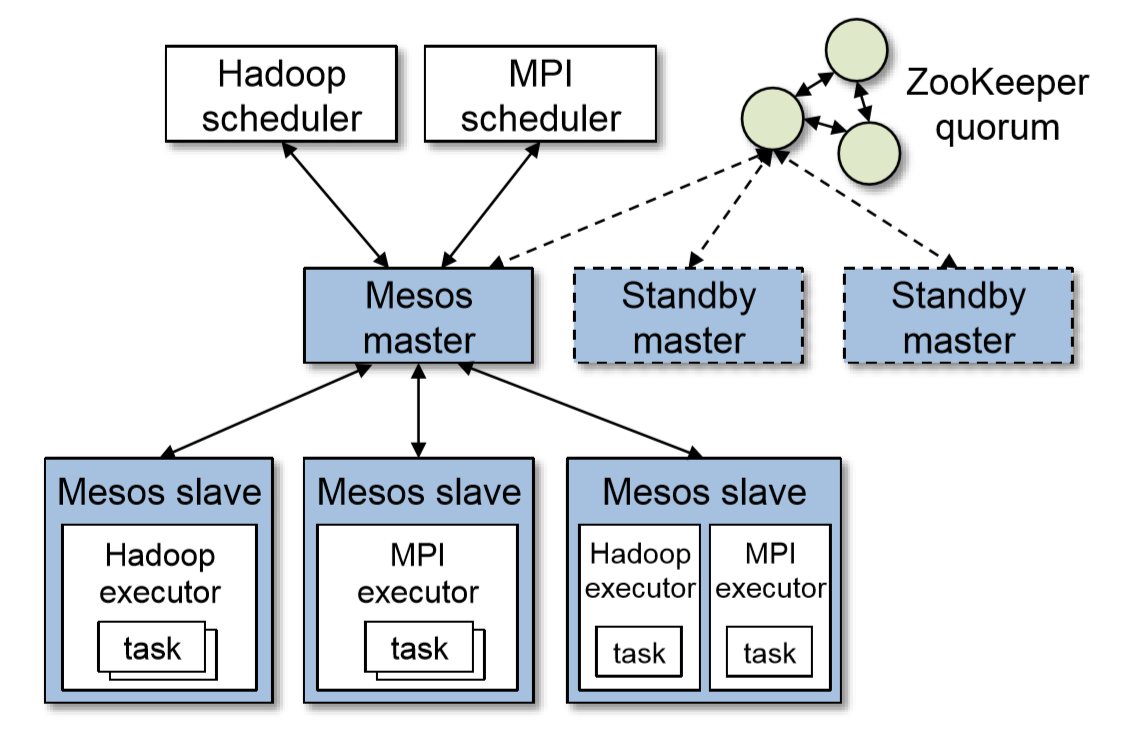 Hadoop
scheduler
MPI
scheduler
ZooKeeper
quorum
Mesos
master
Standby
master
Standby
master
Mesos slave
Hadoop
executor
task
Mesos slave
MPI
executor
task
Mesos slave
Hadoop
executor
task
MPI
executor
task